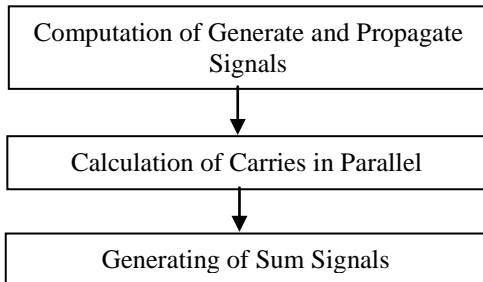 Computation of Generate and Propagate
Signals
Calculation of Carries in Parallel
Generating of Sum Signals